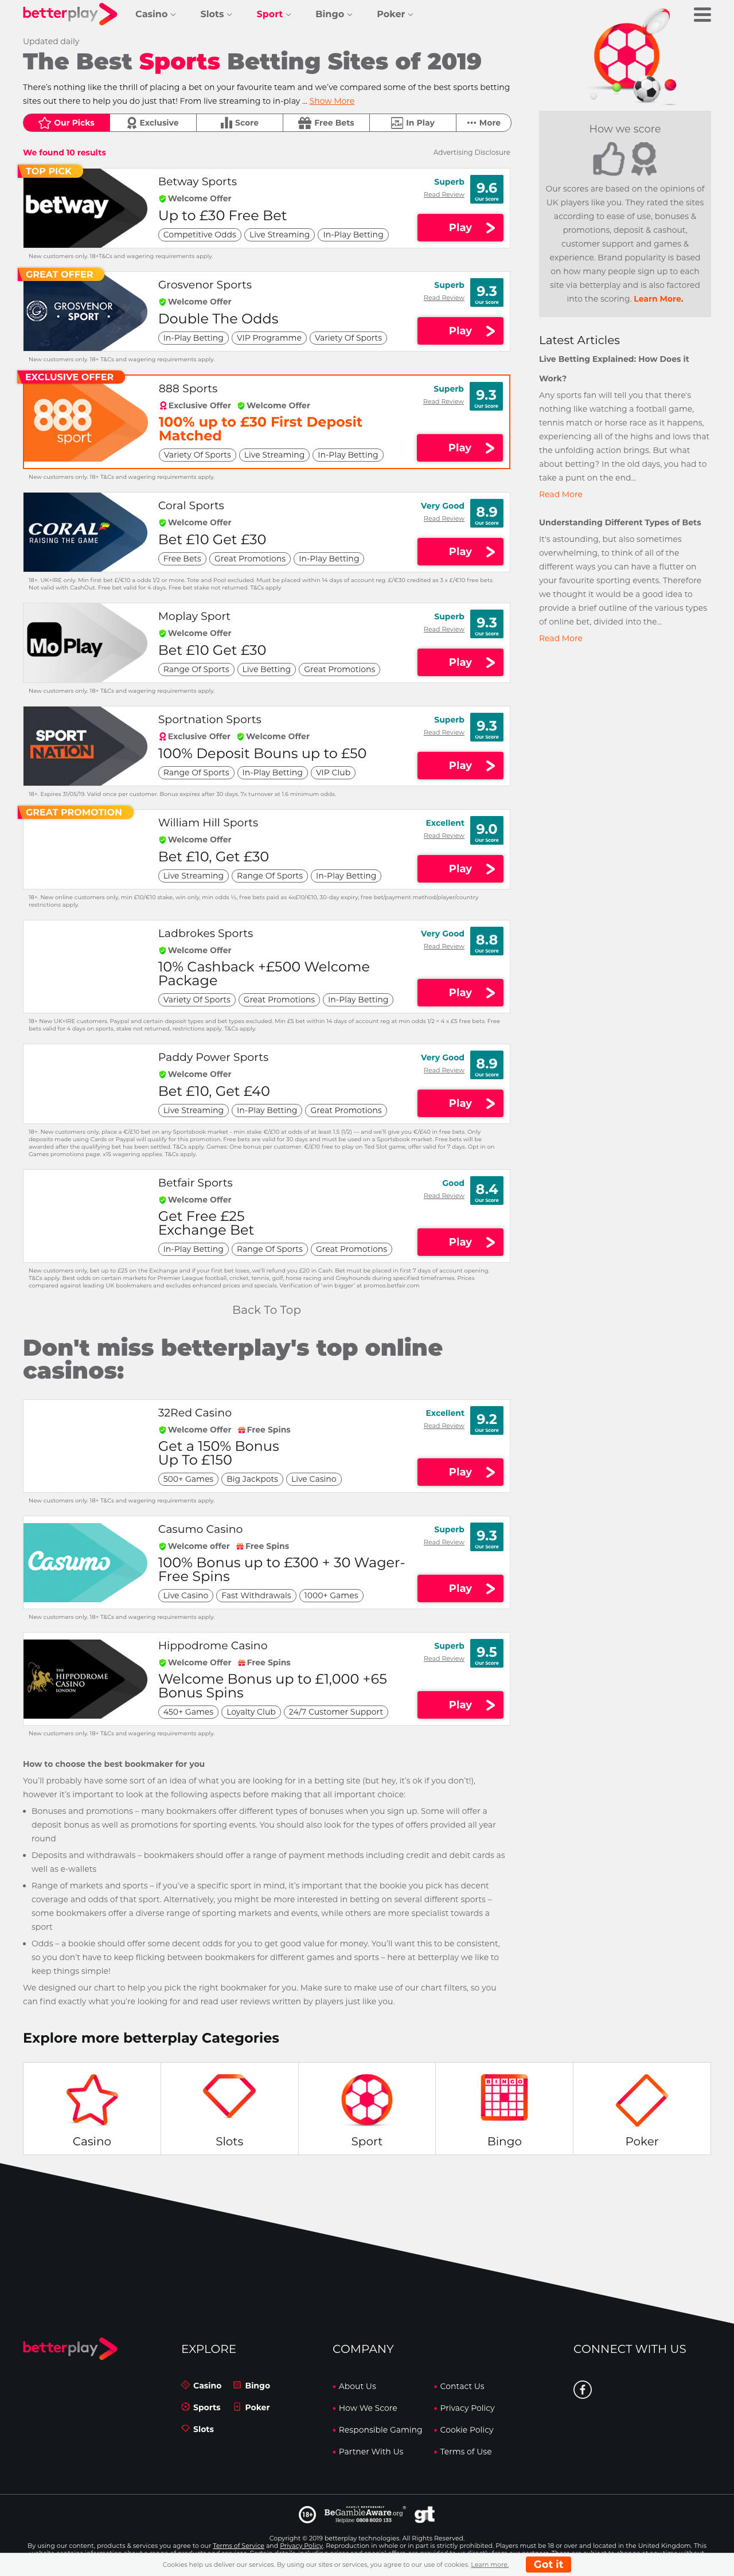 betterplay
Casino Slots Sport Bingo Poker
Updated daily
The Best Sports Betting Sites of 2019
There's nothing like the thrill of placing a bet on your favourite team and we've compared some of the best sports betting
sites out there to help you do just that! From live streaming to in-play ... Show More
Our Picks Exclusive Score Free Bets In Play More
We found 10 results Advertising Disclosure
TOP PICK
betway
Betway Sports
Welcome Offer
Up to £30 Free Bet
Competitive Odds Live Streaming In-Play Betting
Superb
Read Review
9.6
Our Score
Play
New customers only. 18+T&Cs and wagering requirements apply.
GREAT OFFER
GROSVENOR
SPORT
Grosvenor Sports
Welcome Offer
Double The Odds
In-Play Betting VIP Programme Variety Of Sports
Superb
Read Review
9.3
Our Score
Play
New customers only. 18+ T&Cs and wagering requirements apply.
EXCLUSIVE OFFER
888
sport
888 Sports
Exclusive Offer Welcome Offer
100% up to £30 First Deposit
Matched
Variety Of Sports Live Streaming In-Play Betting
Superb
Read Review
9.3
Our Score
Play
New customers only. 18+ T&Cs and wagering requirements apply.
CORAL
RAISING THE GAME
Coral Sports
Welcome Offer
Bet £10 Get £30
Free Bets Great Promotions In-Play Betting
Very Good
Read Review
8.9
Our Score
Play
18+. UK+IRE only. Min first bet £/€10 a odds 1/2 or more. Tote and Pool excluded. Must be placed within 14 days of account reg. £/€30 credited as 3 x £/€10 free bets.
Not valid with CashOut. Free bet valid for 4 days. Free bet stake not returned. T&Cs apply
MoPlay
Moplay Sport
Welcome Offer
Bet £10 Get £30
Range Of Sports Live Betting Great Promotions
Superb
Read Review
9.3
Our Score
Play
New customers only. 18+ T&Cs and wagering requirements apply.
SPORT
NATION
Sportnation Sports
Exclusive Offer Welcome Offer
100% Deposit Bouns up to £50
Range Of Sports In-Play Betting VIP Club
Superb
Read Review
9.3
Our Score
Play
18+. Expires 31/05/19. Valid once per customer. Bonus expires after 30 days. 7x turnover at 1.6 minimum odds.
GREAT PROMOTION
William Hill Sports
Welcome Offer
Bet £10, Get £30
Live Streaming Range Of Sports In-Play Betting
Excellent
Read Review
9.0
Our Score
Play
18+. New online customers only, min £10/€10 stake, win only, min odds ½, free bets paid as 4x£10/€10, 30-day expiry, free bet/payment method/player/country
restrictions apply.
Ladbrokes Sports
Welcome Offer
10% Cashback +£500 Welcome
Package
Variety Of Sports Great Promotions In-Play Betting
Very Good
Read Review
8.8
Our Score
Play
18+ New UK+IRE customers. Paypal and certain deposit types and bet types excluded. Min £5 bet within 14 days of account reg at min odds 1/2 = 4 x £5 free bets. Free
bets valid for 4 days on sports, stake not returned, restrictions apply. T&Cs apply.
Paddy Power Sports
Welcome Offer
Bet £10, Get £40
Live Streaming In-Play Betting Great Promotions
Very Good
Read Review
8.9
Our Score
Play
18+. New customers only, place a €/£10 bet on any Sportsbook market - min stake €/£10 at odds of at least 1.5 (1/2) — and we'll give you €/£40 in free bets. Only
deposits made using Cards or Paypal will qualify for this promotion. Free bets are valid for 30 days and must be used on a Sportsbook market. Free bets will be
awarded after the qualifying bet has been settled. T&Cs apply. Games: One bonus per customer. €/£10 free to play on Ted Slot game, offer valid for 7 days. Opt in on
Games promotions page. x15 wagering applies. T&Cs apply.
Betfair Sports
Welcome Offer
Get Free £25
Exchange Bet
In-Play Betting Range Of Sports Great Promotions
Good
Read Review
8.4
Our Score
Play
New customers only, bet up to £25 on the Exchange and if your first bet loses, we'll refund you £20 in Cash. Bet must be placed in first 7 days of account opening.
T&Cs apply. Best odds on certain markets for Premier League football, cricket, tennis, golf, horse racing and Greyhounds during specified timeframes. Prices
compared against leading UK bookmakers and excludes enhanced prices and specials. Verification of 'win bigger' at promos.betfair.com
Back To Top
Don't miss betterplay's top online
casinos:
32Red Casino
Welcome Offer Free Spins
Get a 150% Bonus
Up To £150
500+ Games Big Jackpots Live Casino
Excellent
Read Review
9.2
Our Score
Play
New customers only. 18+ T&Cs and wagering requirements apply.
Casumo
Casumo Casino
Welcome offer Free Spins
100% Bonus up to £300 + 30 Wager-
Free Spins
Live Casino Fast Withdrawals 1000+ Games
Superb
Read Review
9.3
Our Score
Play
New customers only. 18+ T&Cs and wagering requirements apply.
THE
HIPPODROME
CASINO
LONDON
Hippodrome Casino
Welcome Offer Free Spins
Welcome Bonus up to £1,000 +65
Bonus Spins
450+ Games Loyalty Club 24/7 Customer Support
Superb
Read Review
9.5
Our Score
Play
New customers only. 18+ T&Cs and wagering requirements apply.
How to choose the best bookmaker for you
You'll probably have some sort of an idea of what you are looking for in a betting site (but hey, it's ok if you don't!),
however it's important to look at the following aspects before making that all important choice:
• Bonuses and promotions – many bookmakers offer different types of bonuses when you sign up. Some will offer a
deposit bonus as well as promotions for sporting events. You should also look for the types of offers provided all year
round
• Deposits and withdrawals – bookmakers should offer a range of payment methods including credit and debit cards as
well as e-wallets
• Range of markets and sports – if you've a specific sport in mind, it's important that the bookie you pick has decent
coverage and odds of that sport. Alternatively, you might be more interested in betting on several different sports –
some bookmakers offer a diverse range of sporting markets and events, while others are more specialist towards a
sport
• Odds – a bookie should offer some decent odds for you to get good value for money. You'll want this to be consistent,
so you don't have to keep flicking between bookmakers for different games and sports – here at betterplay we like to
keep things simple!
We designed our chart to help you pick the right bookmaker for you. Make sure to make use of our chart filters, so you
can find exactly what you're looking for and read user reviews written by players just like you.
How we score
Our scores are based on the opinions of
UK players like you. They rated the sites
according to ease of use, bonuses &
promotions, deposit & cashout,
customer support and games &
experience. Brand popularity is based
on how many people sign up to each
site via betterplay and is also factored
into the scoring. Learn More.
Latest Articles
Live Betting Explained: How Does it
Work?
Any sports fan will tell you that there's
nothing like watching a football game,
tennis match or horse race as it happens,
experiencing all of the highs and lows that
the unfolding action brings. But what
about betting? In the old days, you had to
take a punt on the end...
Read More
Understanding Different Types of Bets
It's astounding, but also sometimes
overwhelming, to think of all of the
different ways you can have a flutter on
your favourite sporting events. Therefore
we thought it would be a good idea to
provide a brief outline of the various types
of online bet, divided into the...
Read More
Explore more betterplay Categories
BINGO
Casino Slots Sport Bingo Poker
betterplay
EXPLORE
Casino Bingo
Sports Poker
Slots
COMPANY
About Us Contact Us
How We Score Privacy Policy
Responsible Gaming Cookie Policy
Partner With Us Terms of Use
CONNECT WITH US
18+
BeGambleAware.org
Helpline 0808 8020 133
gt
Copyright © 2019 betterplay technologies. All Rights Reserved.
By using our content, products & services you agree to our Terms of Service and Privacy Policy. Reproduction in whole or in part is strictly prohibited. Players must be 18 or over and located in the United Kingdom. This
Cookies help us deliver our services. By using our sites or services, you agree to our use of cookies. Learn more.
Got it